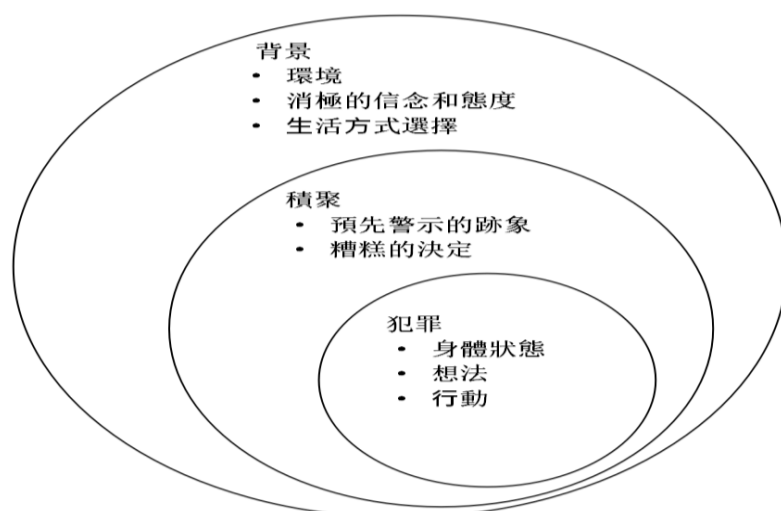 背景
• 環境
• 消極的信念和態度
• 生活方式選擇
積聚
• 預先警示的跡象
• 糟糕的決定
犯罪
• 身體狀態
• 想法
• 行動